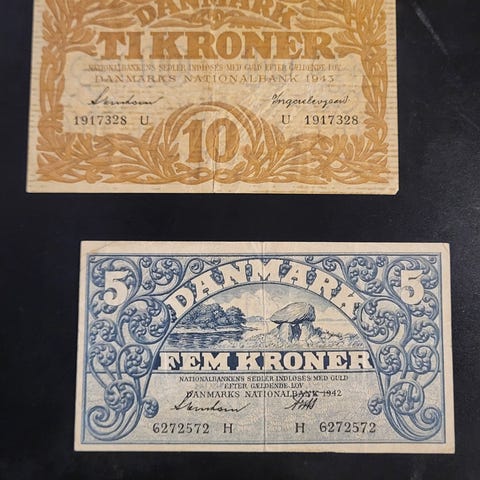 DANMARK
TI KRONER
NATIONALBANKENS SEDLER INDLØSES MED GULD EFTER GÆLDENDE LOV
DANMARKS NATIONALBANK 1943
1917328 U U 1917328
10
5 5
DANMARK
FEM KRONER
NATIONALBANKENS SEDLER INDLØSES MED GULD
EFTER GÆLDENDE LOV
DANMARKS NATIONALBANK 1942
6272572 H H 6272572